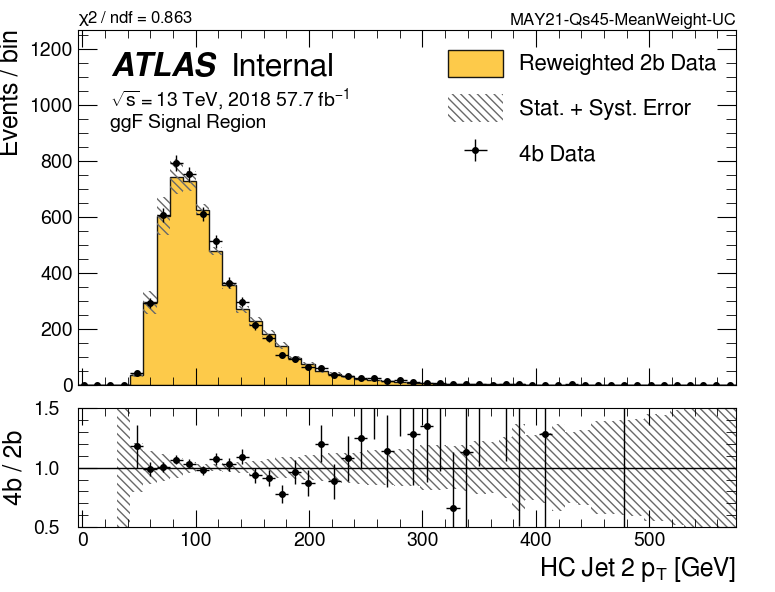 χ2 / ndf = 0.863
MAY21-Qs45-MeanWeight-UC
Events / bin
1200
1000
800
600
400
200
0
ATLAS Internal
√s = 13 TeV, 2018 57.7 fb−1
ggF Signal Region
Reweighted 2b Data
Stat. + Syst. Error
4b Data
4b / 2b
1.5
1.0
0.5
0 100 200 300 400 500
HC Jet 2 pT [GeV]